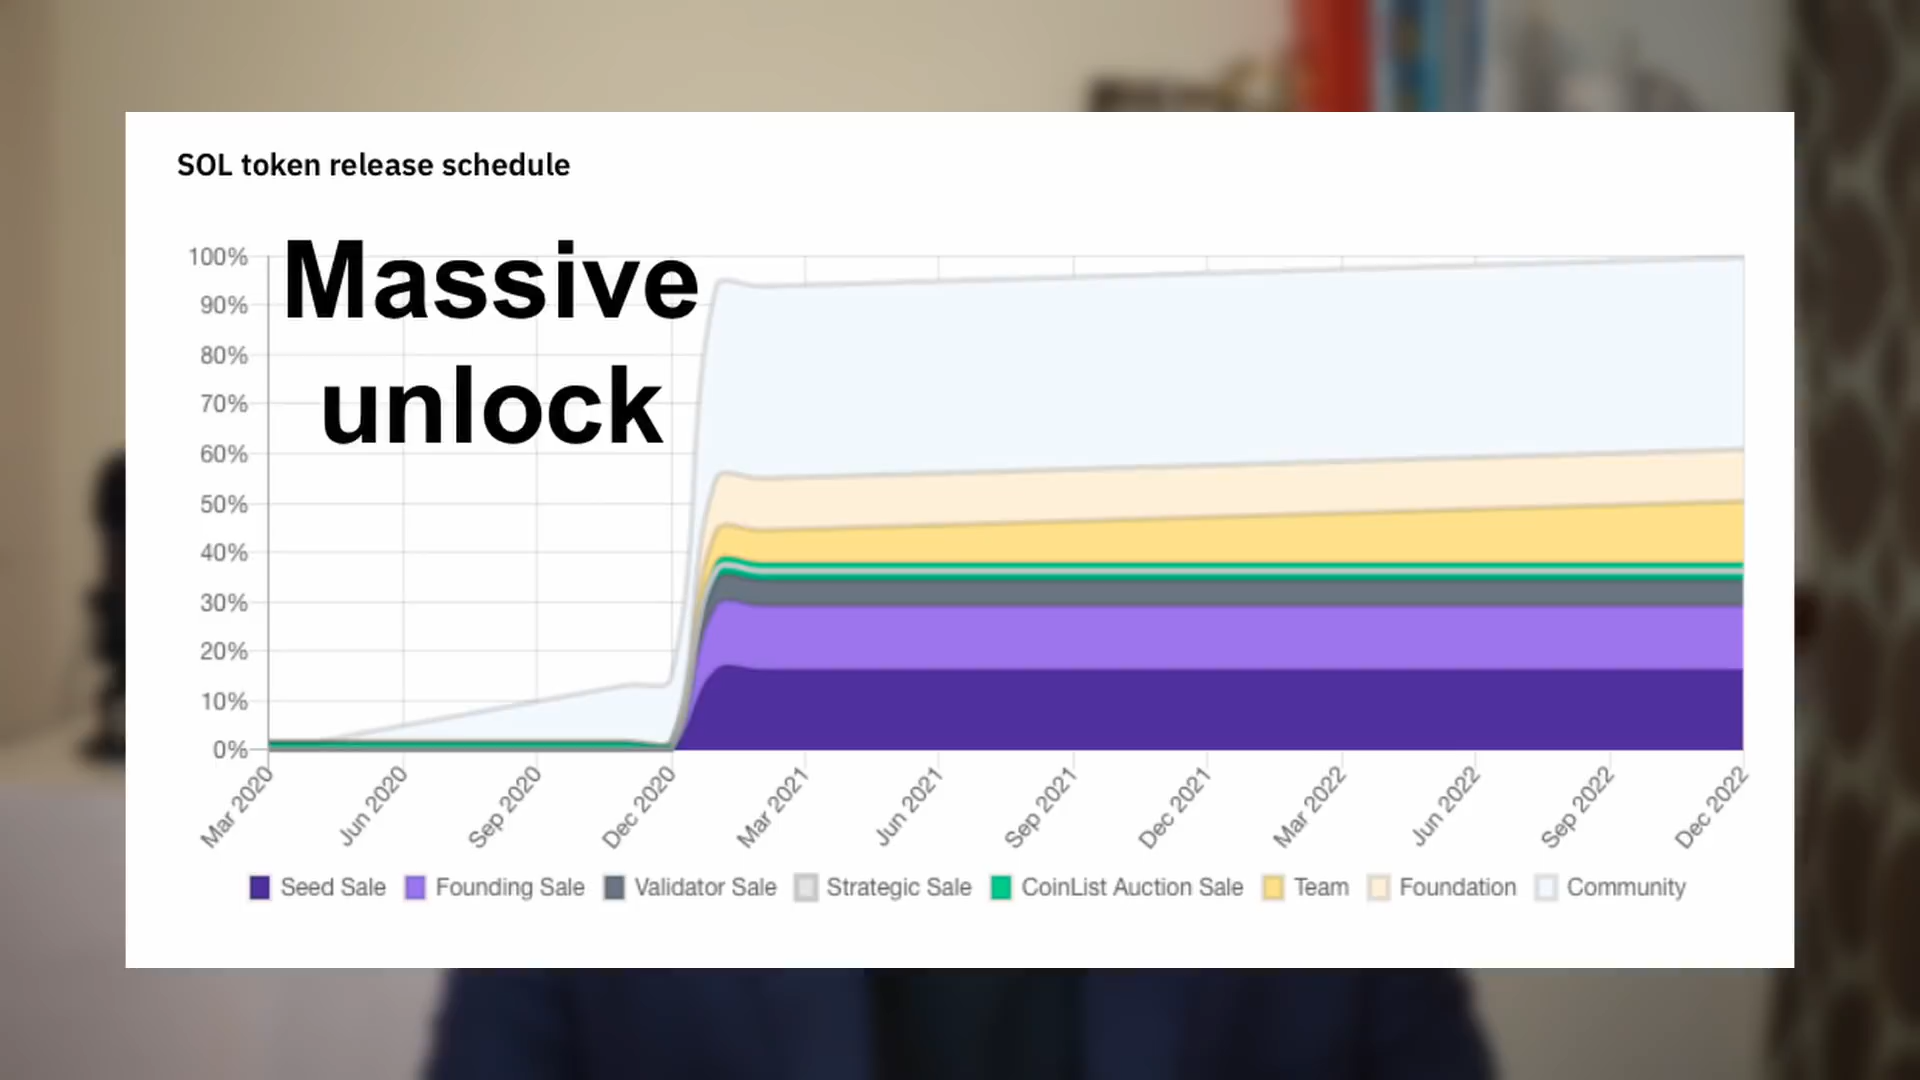 SOL token release schedule
Massive
unlock
100%
90%
80%
70%
60%
50%
40%
30%
20%
10%
0%
Mar 2020
Jun 2020
Sep 2020
Dec 2020
Mar 2021
Jun 2021
Sep 2021
Dec 2021
Mar 2022
Jun 2022
Sep 2022
Dec 2022
Seed Sale Founding Sale Validator Sale Strategic Sale CoinList Auction Sale Team Foundation Community